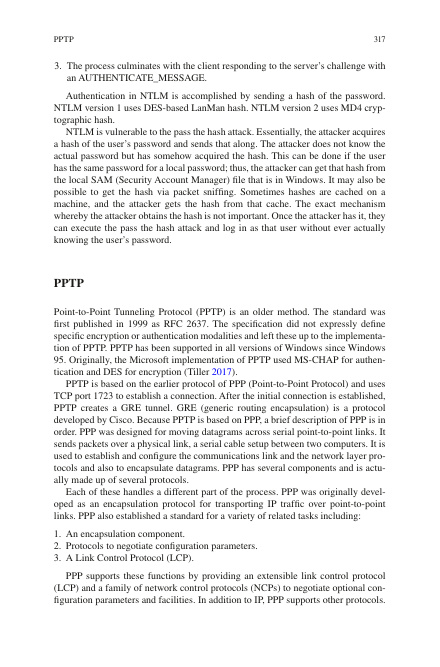 PPTP 317
3. The process culminates with the client responding to the server's challenge with
an AUTHENTICATE_MESSAGE.
Authentication in NTLM is accomplished by sending a hash of the password.
NTLM version 1 uses DES-based LanMan hash. NTLM version 2 uses MD4 cryp-
tographic hash.
NTLM is vulnerable to the pass the hash attack. Essentially, the attacker acquires
a hash of the user's password and sends that along. The attacker does not know the
actual password but has somehow acquired the hash. This can be done if the user
has the same password for a local password; thus, the attacker can get that hash from
the local SAM (Security Account Manager) file that is in Windows. It may also be
possible to get the hash via packet sniffing. Sometimes hashes are cached on a
machine, and the attacker gets the hash from that cache. The exact mechanism
whereby the attacker obtains the hash is not important. Once the attacker has it, they
can execute the pass the hash attack and log in as that user without ever actually
knowing the user's password.
PPTP
Point-to-Point Tunneling Protocol (PPTP) is an older method. The standard was
first published in 1999 as RFC 2637. The specification did not expressly define
specific encryption or authentication modalities and left these up to the implementa-
tion of PPTP. PPTP has been supported in all versions of Windows since Windows
95. Originally, the Microsoft implementation of PPTP used MS-CHAP for authen-
tication and DES for encryption (Tiller 2017).
PPTP is based on the earlier protocol of PPP (Point-to-Point Protocol) and uses
TCP port 1723 to establish a connection. After the initial connection is established,
PPTP creates a GRE tunnel. GRE (generic routing encapsulation) is a protocol
developed by Cisco. Because PPTP is based on PPP, a brief description of PPP is in
order. PPP was designed for moving datagrams across serial point-to-point links. It
sends packets over a physical link, a serial cable setup between two computers. It is
used to establish and configure the communications link and the network layer pro-
tocols and also to encapsulate datagrams. PPP has several components and is actu-
ally made up of several protocols.
Each of these handles a different part of the process. PPP was originally devel-
oped as an encapsulation protocol for transporting IP traffic over point-to-point
links. PPP also established a standard for a variety of related tasks including:
1. An encapsulation component.
2. Protocols to negotiate configuration parameters.
3. A Link Control Protocol (LCP).
PPP supports these functions by providing an extensible link control protocol
(LCP) and a family of network control protocols (NCPs) to negotiate optional con-
figuration parameters and facilities. In addition to IP, PPP supports other protocols.